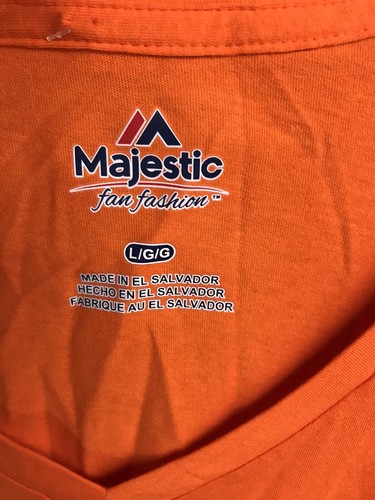 Majestic
fan fashion™
L/G/G
MADE IN EL SALVADOR
HECHO EN EL SALVADOR
FABRIQUE AU EL SALVADOR